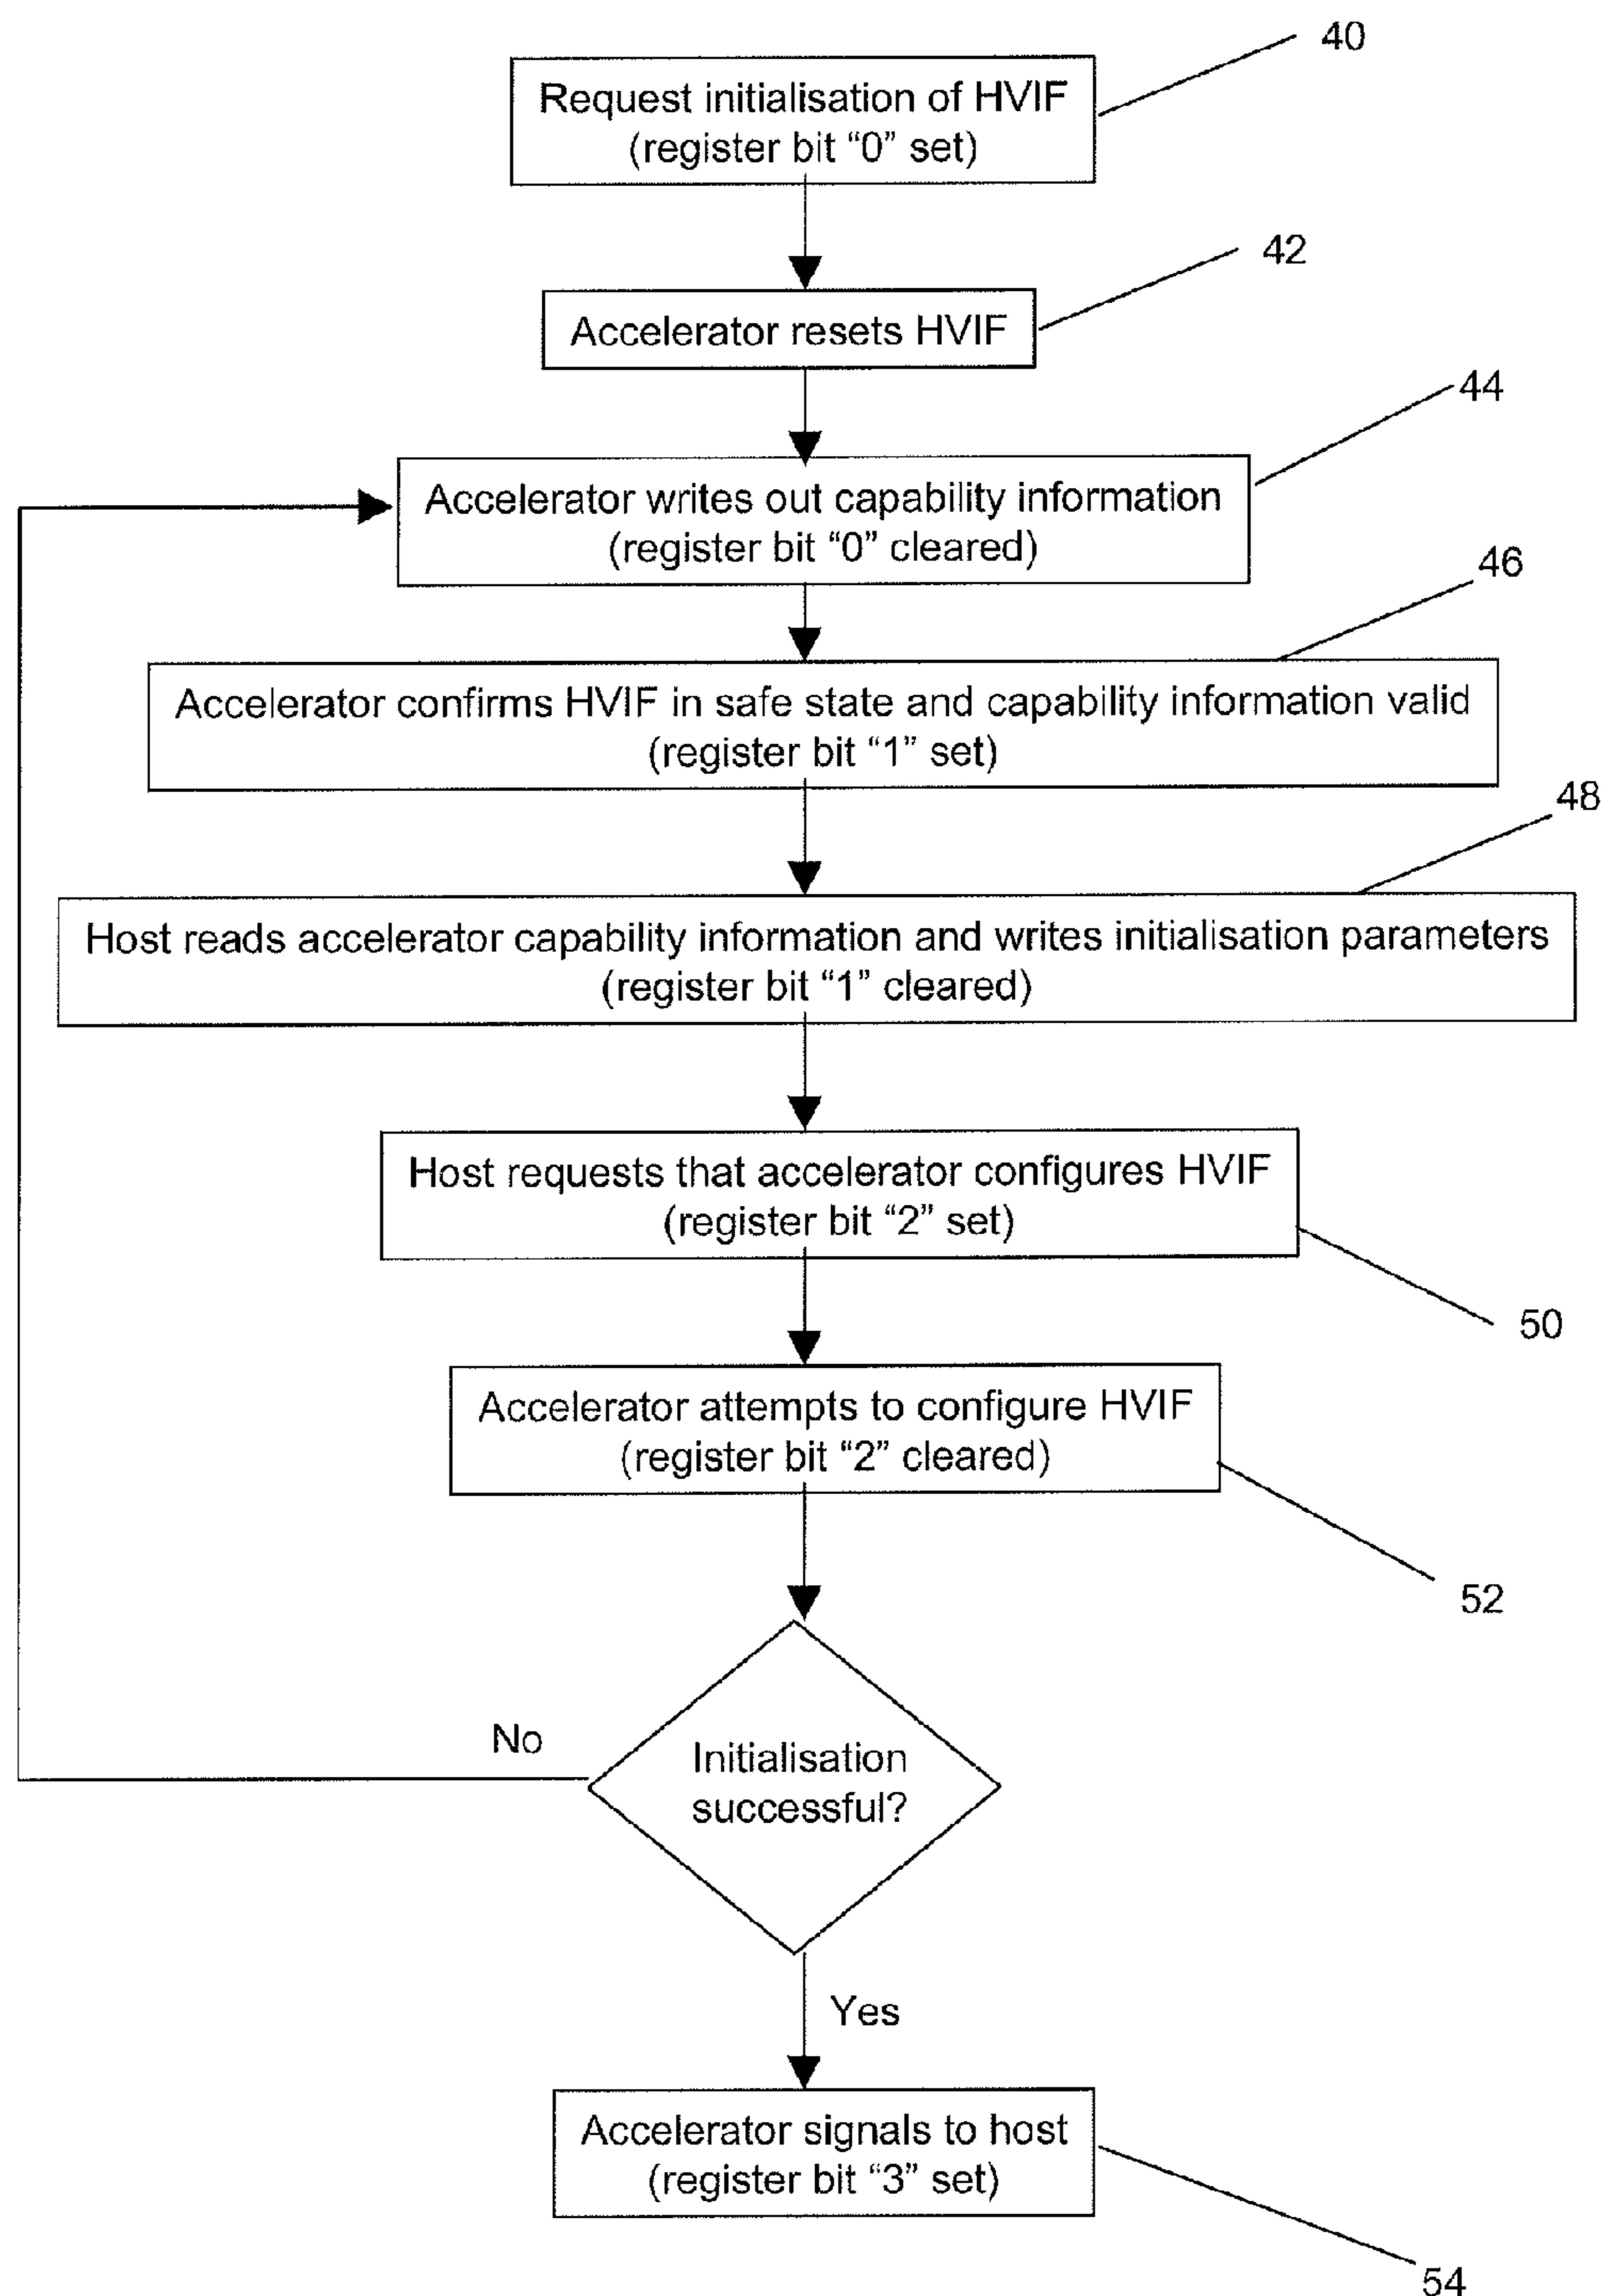 40
Request initialisation of HVIF
(register bit “0” set)
42
Accelerator resets HVIF
44
Accelerator writes out capability information
(register bit “0” cleared)
46
Accelerator confirms HVIF in safe state and capability information valid
(register bit “1” set)
48
Host reads accelerator capability information and writes initialisation parameters
(register bit “1” cleared)
Host requests that accelerator configures HVIF
(register bit “2” set)
50
Accelerator attempts to configure HVIF
(register bit “2” cleared)
52
No
Initialisation
successful?
Yes
Accelerator signals to host
(register bit “3” set)
54